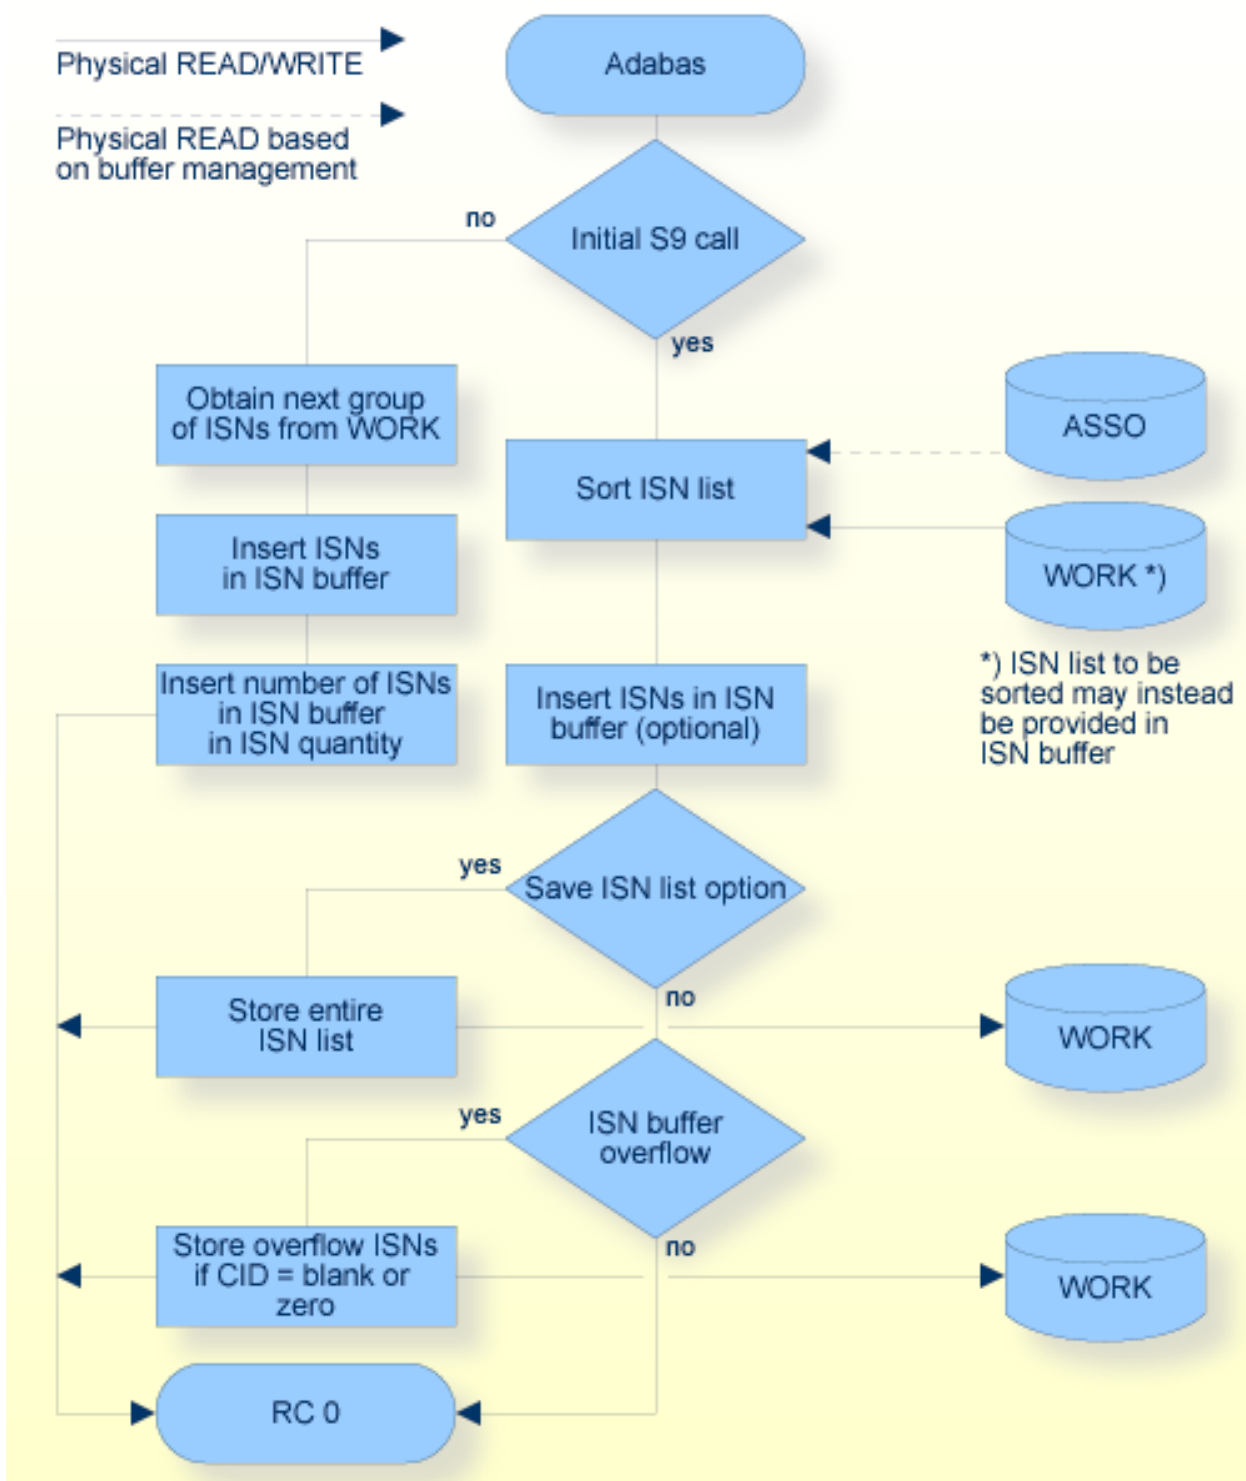 Physical READ/WRITE
Physical READ based
on buffer management
Adabas
no
Initial S9 call
yes
Obtain next group
of ISNs from WORK
ASSO
Sort ISN list
Insert ISNs
in ISN buffer
WORK *)
*) ISN list to be
sorted may instead
be provided in
ISN buffer
Insert number of ISNs
in ISN buffer
in ISN quantity
Insert ISNs in ISN
buffer (optional)
yes
Save ISN list option
no
Store entire
ISN list
WORK
yes
ISN buffer
overflow
no
Store overflow ISNs
if CID = blank or
zero
WORK
RC 0